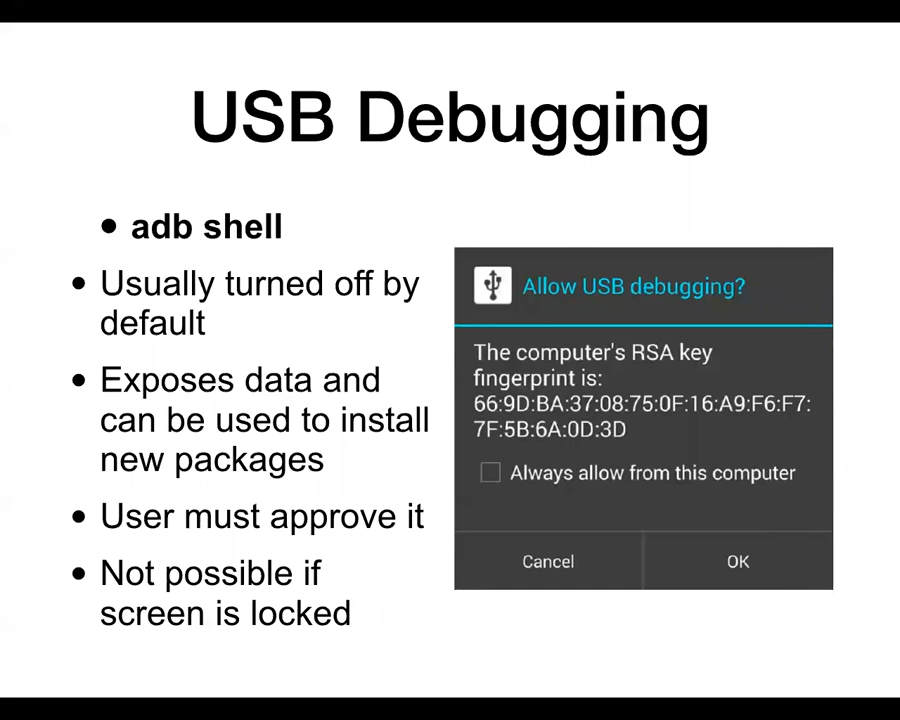 USB Debugging
• adb shell
• Usually turned off by
default
• Exposes data and
can be used to install
new packages
• User must approve it
• Not possible if
screen is locked
Allow USB debugging?
The computer's RSA key
fingerprint is:
66:9D:BA:37:08:75:0F:16:A9:F6:F7:
7F:5B:6A:0D:3D
Always allow from this computer
Cancel
OK